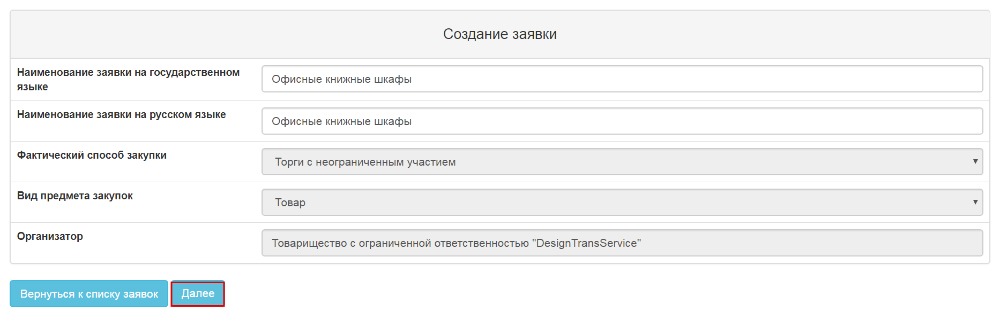 Создание заявки
Наименование заявки на государственном
языке
Офисные книжные шкафы
Наименование заявки на русском языке
Офисные книжные шкафы
Фактический способ закупки
Торги с неограниченным участием
Вид предмета закупок
Товар
Организатор
Товарищество с ограниченной ответственностью "DesignTransService"
Вернуться к списку заявок
Далее